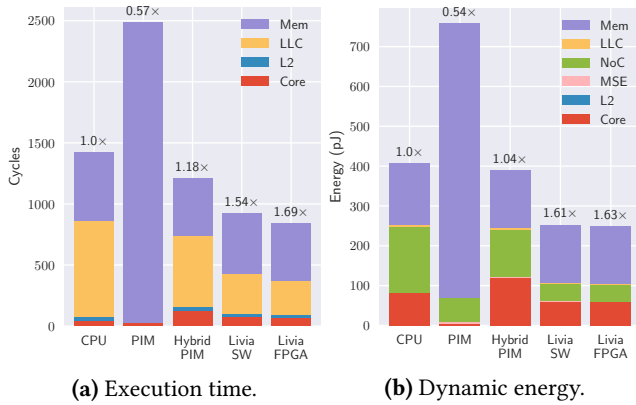 2500
2000
1500
1000
500
0
Cycles
0.57×
1.0×
1.18×
1.54×
1.69×
Mem
LLC
L2
Core
CPU
PIM
Hybrid
PIM
Livia
SW
Livia
FPGA
(a) Execution time.
700
600
500
400
300
200
100
0
Energy (pJ)
0.54×
1.0×
1.04×
1.61×
1.63×
Mem
LLC
NoC
MSE
L2
Core
CPU
PIM
Hybrid
PIM
Livia
SW
Livia
FPGA
(b) Dynamic energy.